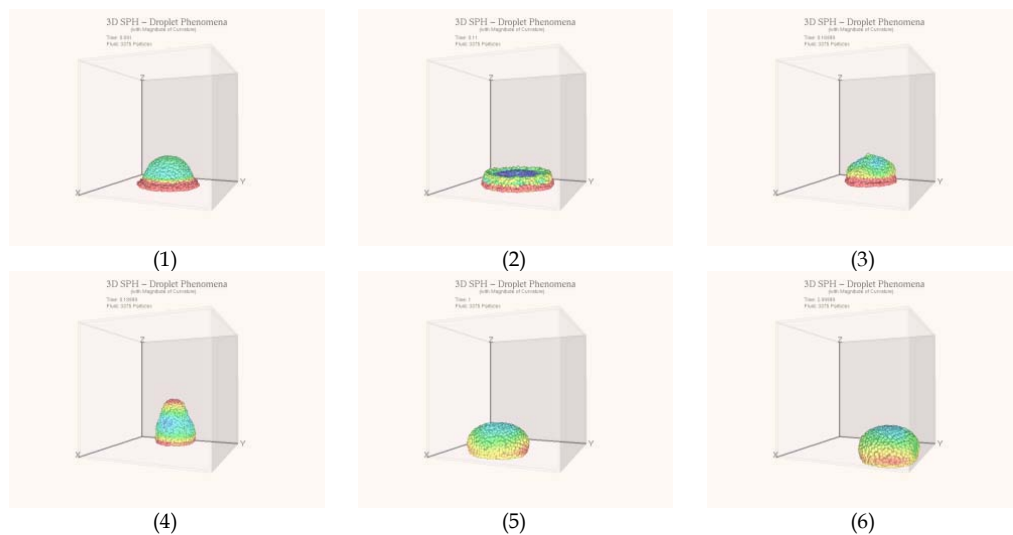 3D SPH – Droplet Phenomena
(with Magnitude of Curvature)
Time: 0.091
Fluid: 3375 Particles
Z
X
Y
(1)
3D SPH – Droplet Phenomena
(with Magnitude of Curvature)
Time: 0.11
Fluid: 3375 Particles
Z
X
Y
(2)
3D SPH – Droplet Phenomena
(with Magnitude of Curvature)
Fluid: 3375 Particles
Z
X
Y
(3)
3D SPH – Droplet Phenomena
(with Magnitude of Curvature)
Fluid: 3375 Particles
Z
X
Y
(4)
3D SPH – Droplet Phenomena
(with Magnitude of Curvature)
Time: 1
Fluid: 3375 Particles
Z
X
Y
(5)
3D SPH – Droplet Phenomena
(with Magnitude of Curvature)
Fluid: 3375 Particles
Z
X
Y
(6)